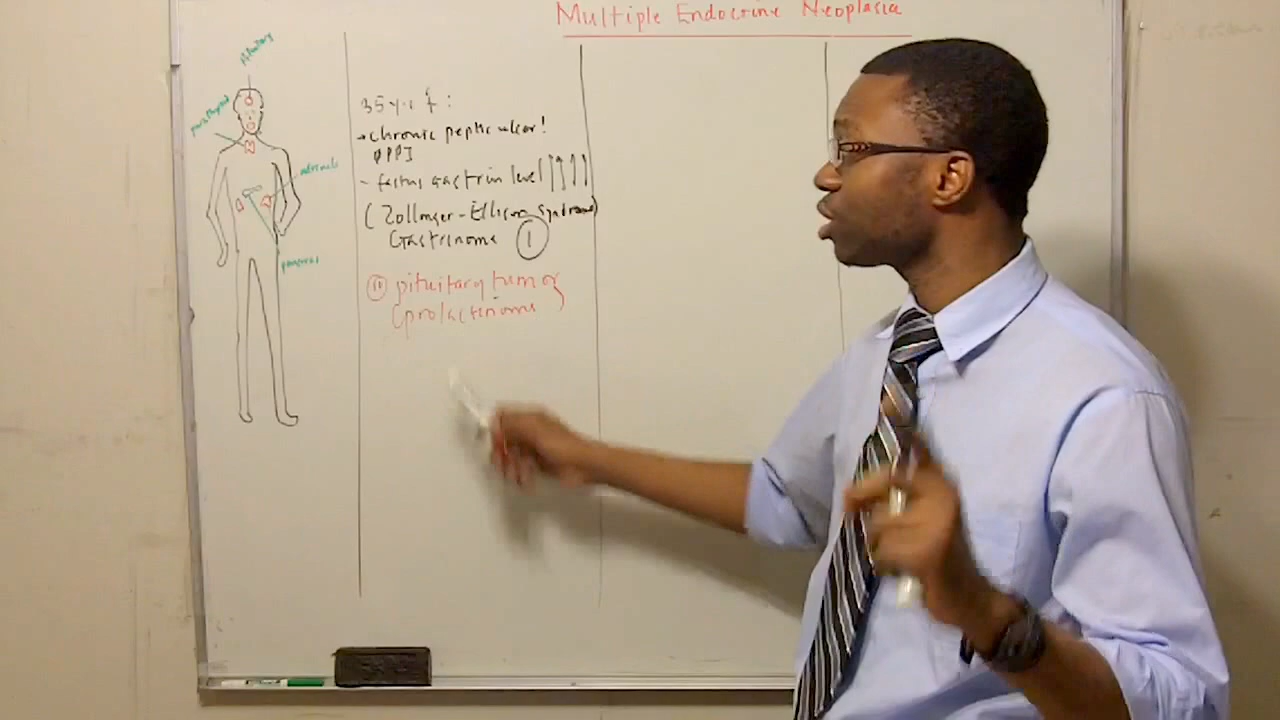 Multiple Endocrine Neoplasia
Pituitary
parathyroid
adrenals
pancreas
35 y.o f :
→ chronic peptic ulcer!
PPI
- fasting gastrin level ↑↑↑↑
(Zollinger-Ellison Syndrome)
Gastrinoma 1
pituitary tumor
(prolactinoma